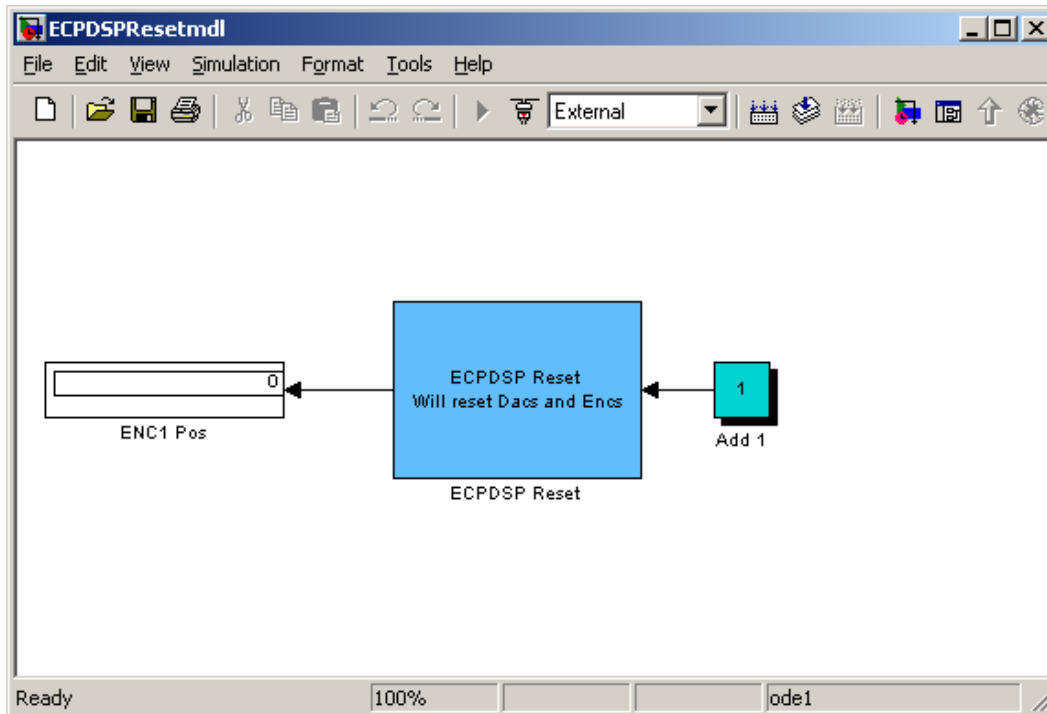 ECPDSPResetmdl
File Edit View Simulation Format Tools Help
External
ECPDSP Reset
Will reset Dacs and Encs
1
0
ENC1 Pos
Add 1
ECPDSP Reset
Ready 100% ode1